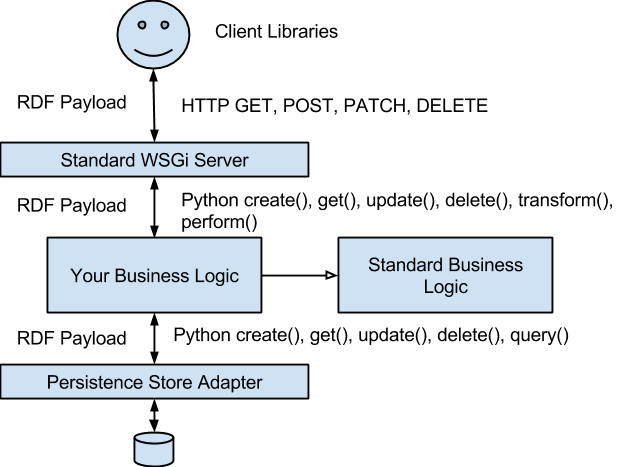 Client Libraries
RDF Payload
HTTP GET, POST, PATCH, DELETE
Standard WSGi Server
RDF Payload
Python create(), get(), update(), delete(), transform(),
perform()
Your Business Logic
Standard Business
Logic
RDF Payload
Python create(), get(), update(), delete(), query()
Persistence Store Adapter